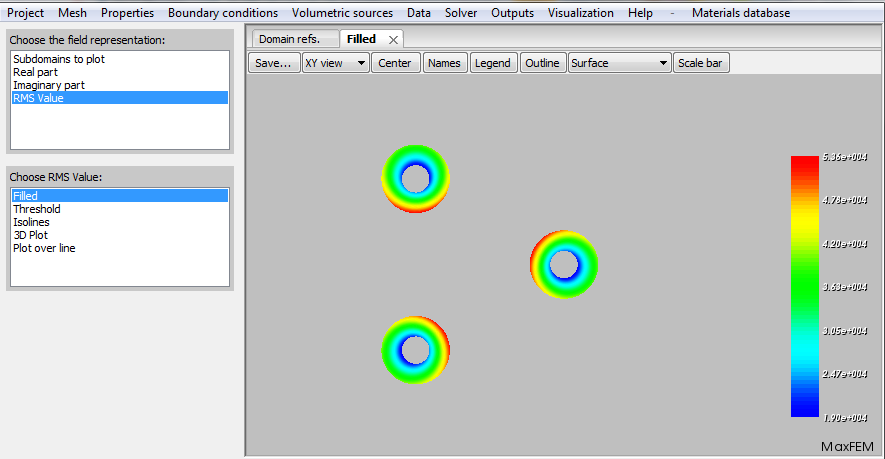 Project Mesh Properties Boundary conditions Volumetric sources Data Solver Outputs Visualization Help - Materials database
Choose the field representation:
Subdomains to plot
Real part
Imaginary part
RMS Value
Choose RMS Value:
Filled
Threshold
Isolines
3D Plot
Plot over line
Domain refs. Filled
Save... XY view Center Names Legend Outline Surface Scale bar
5.36e+004
4.78e+004
4.20e+004
3.63e+004
3.05e+004
2.47e+004
1.90e+004
MaxFEM